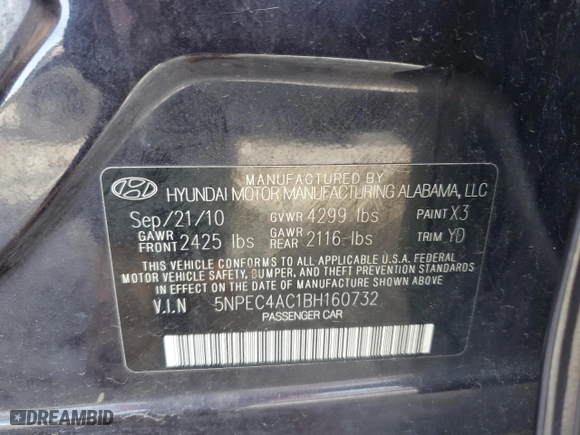 MANUFACTURED BY
HYUNDAI MOTOR MANUFACTURING ALABAMA, LLC
Sep/21/10 GVWR 4299 lbs PAINT X3
GAWR FRONT 2425 lbs GAWR REAR 2116 lbs TRIM YD
THIS VEHICLE CONFORMS TO ALL APPLICABLE U.S.A. FEDERAL
MOTOR VEHICLE SAFETY, BUMPER, AND THEFT PREVENTION STANDARDS
IN EFFECT ON THE DATE OF MANUFACTURE SHOWN ABOVE.
V.I.N 5NPEC4AC1BH160732
PASSENGER CAR
DREAMBID